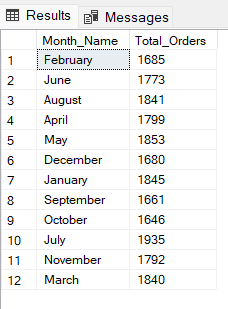 Results Messages
Month_Name Total_Orders
1 February 1685
2 June 1773
3 August 1841
4 April 1799
5 May 1853
6 December 1680
7 January 1845
8 September 1661
9 October 1646
10 July 1935
11 November 1792
12 March 1840